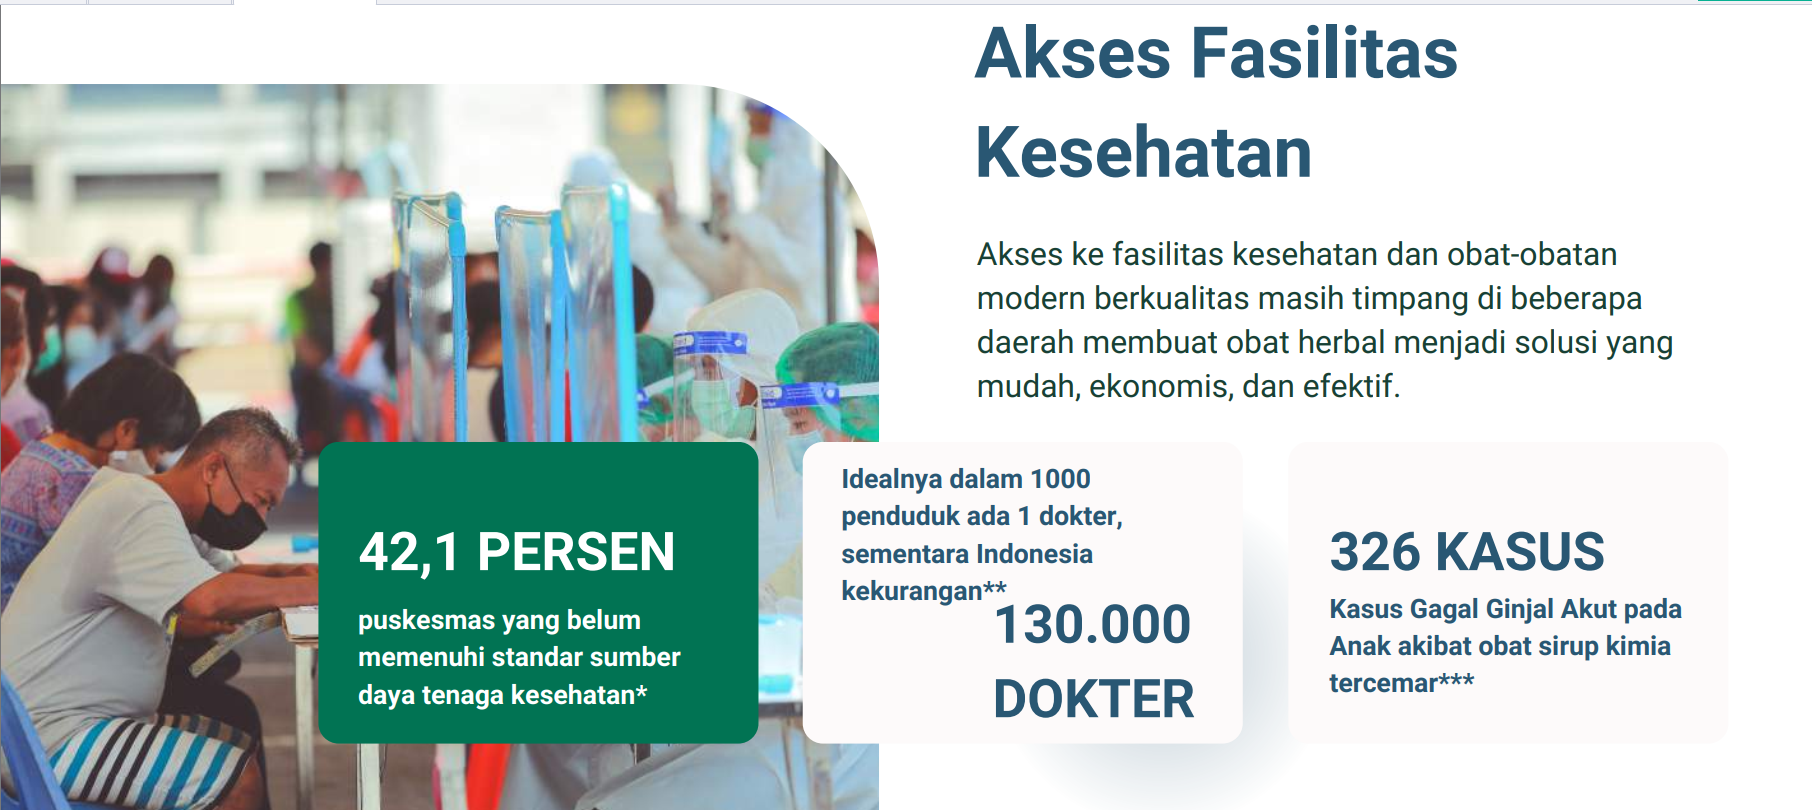 Akses Fasilitas
Kesehatan
Akses ke fasilitas kesehatan dan obat-obatan
modern berkualitas masih timpang di beberapa
daerah membuat obat herbal menjadi solusi yang
mudah, ekonomis, dan efektif.
42,1 PERSEN
puskesmas yang belum
memenuhi standar sumber
daya tenaga kesehatan*
Idealnya dalam 1000
penduduk ada 1 dokter,
sementara Indonesia
kekurangan**
130.000
DOKTER
326 KASUS
Kasus Gagal Ginjal Akut pada
Anak akibat obat sirup kimia
tercemar***